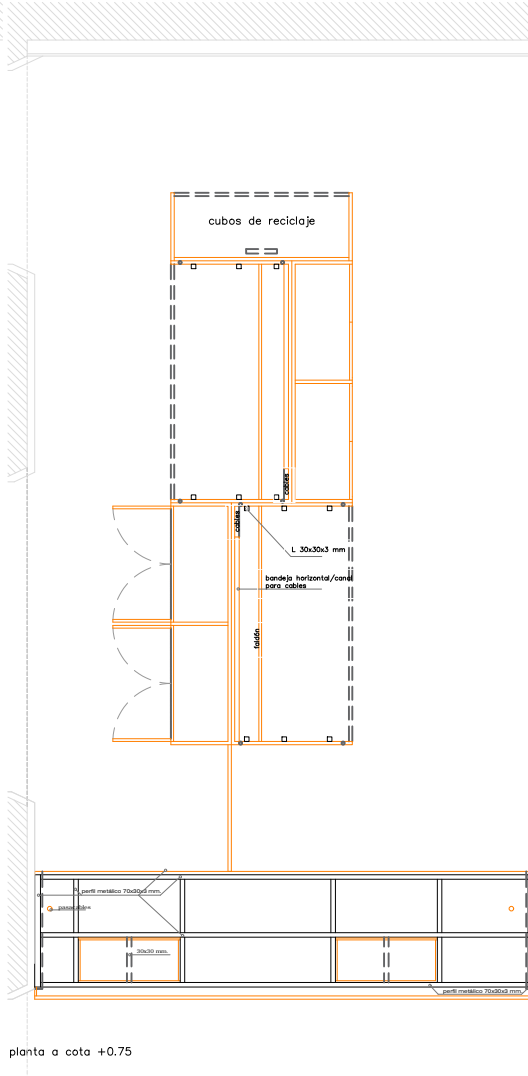 cubos de reciclaje
cables
cables
L 30x30x3 mm
bandeja horizontal/canal
para cables
faldón
perfil metálico 70x30x3 mm.
pasacables
30x30 mm.
perfil metálico 70x30x3 mm.
planta a cota +0.75